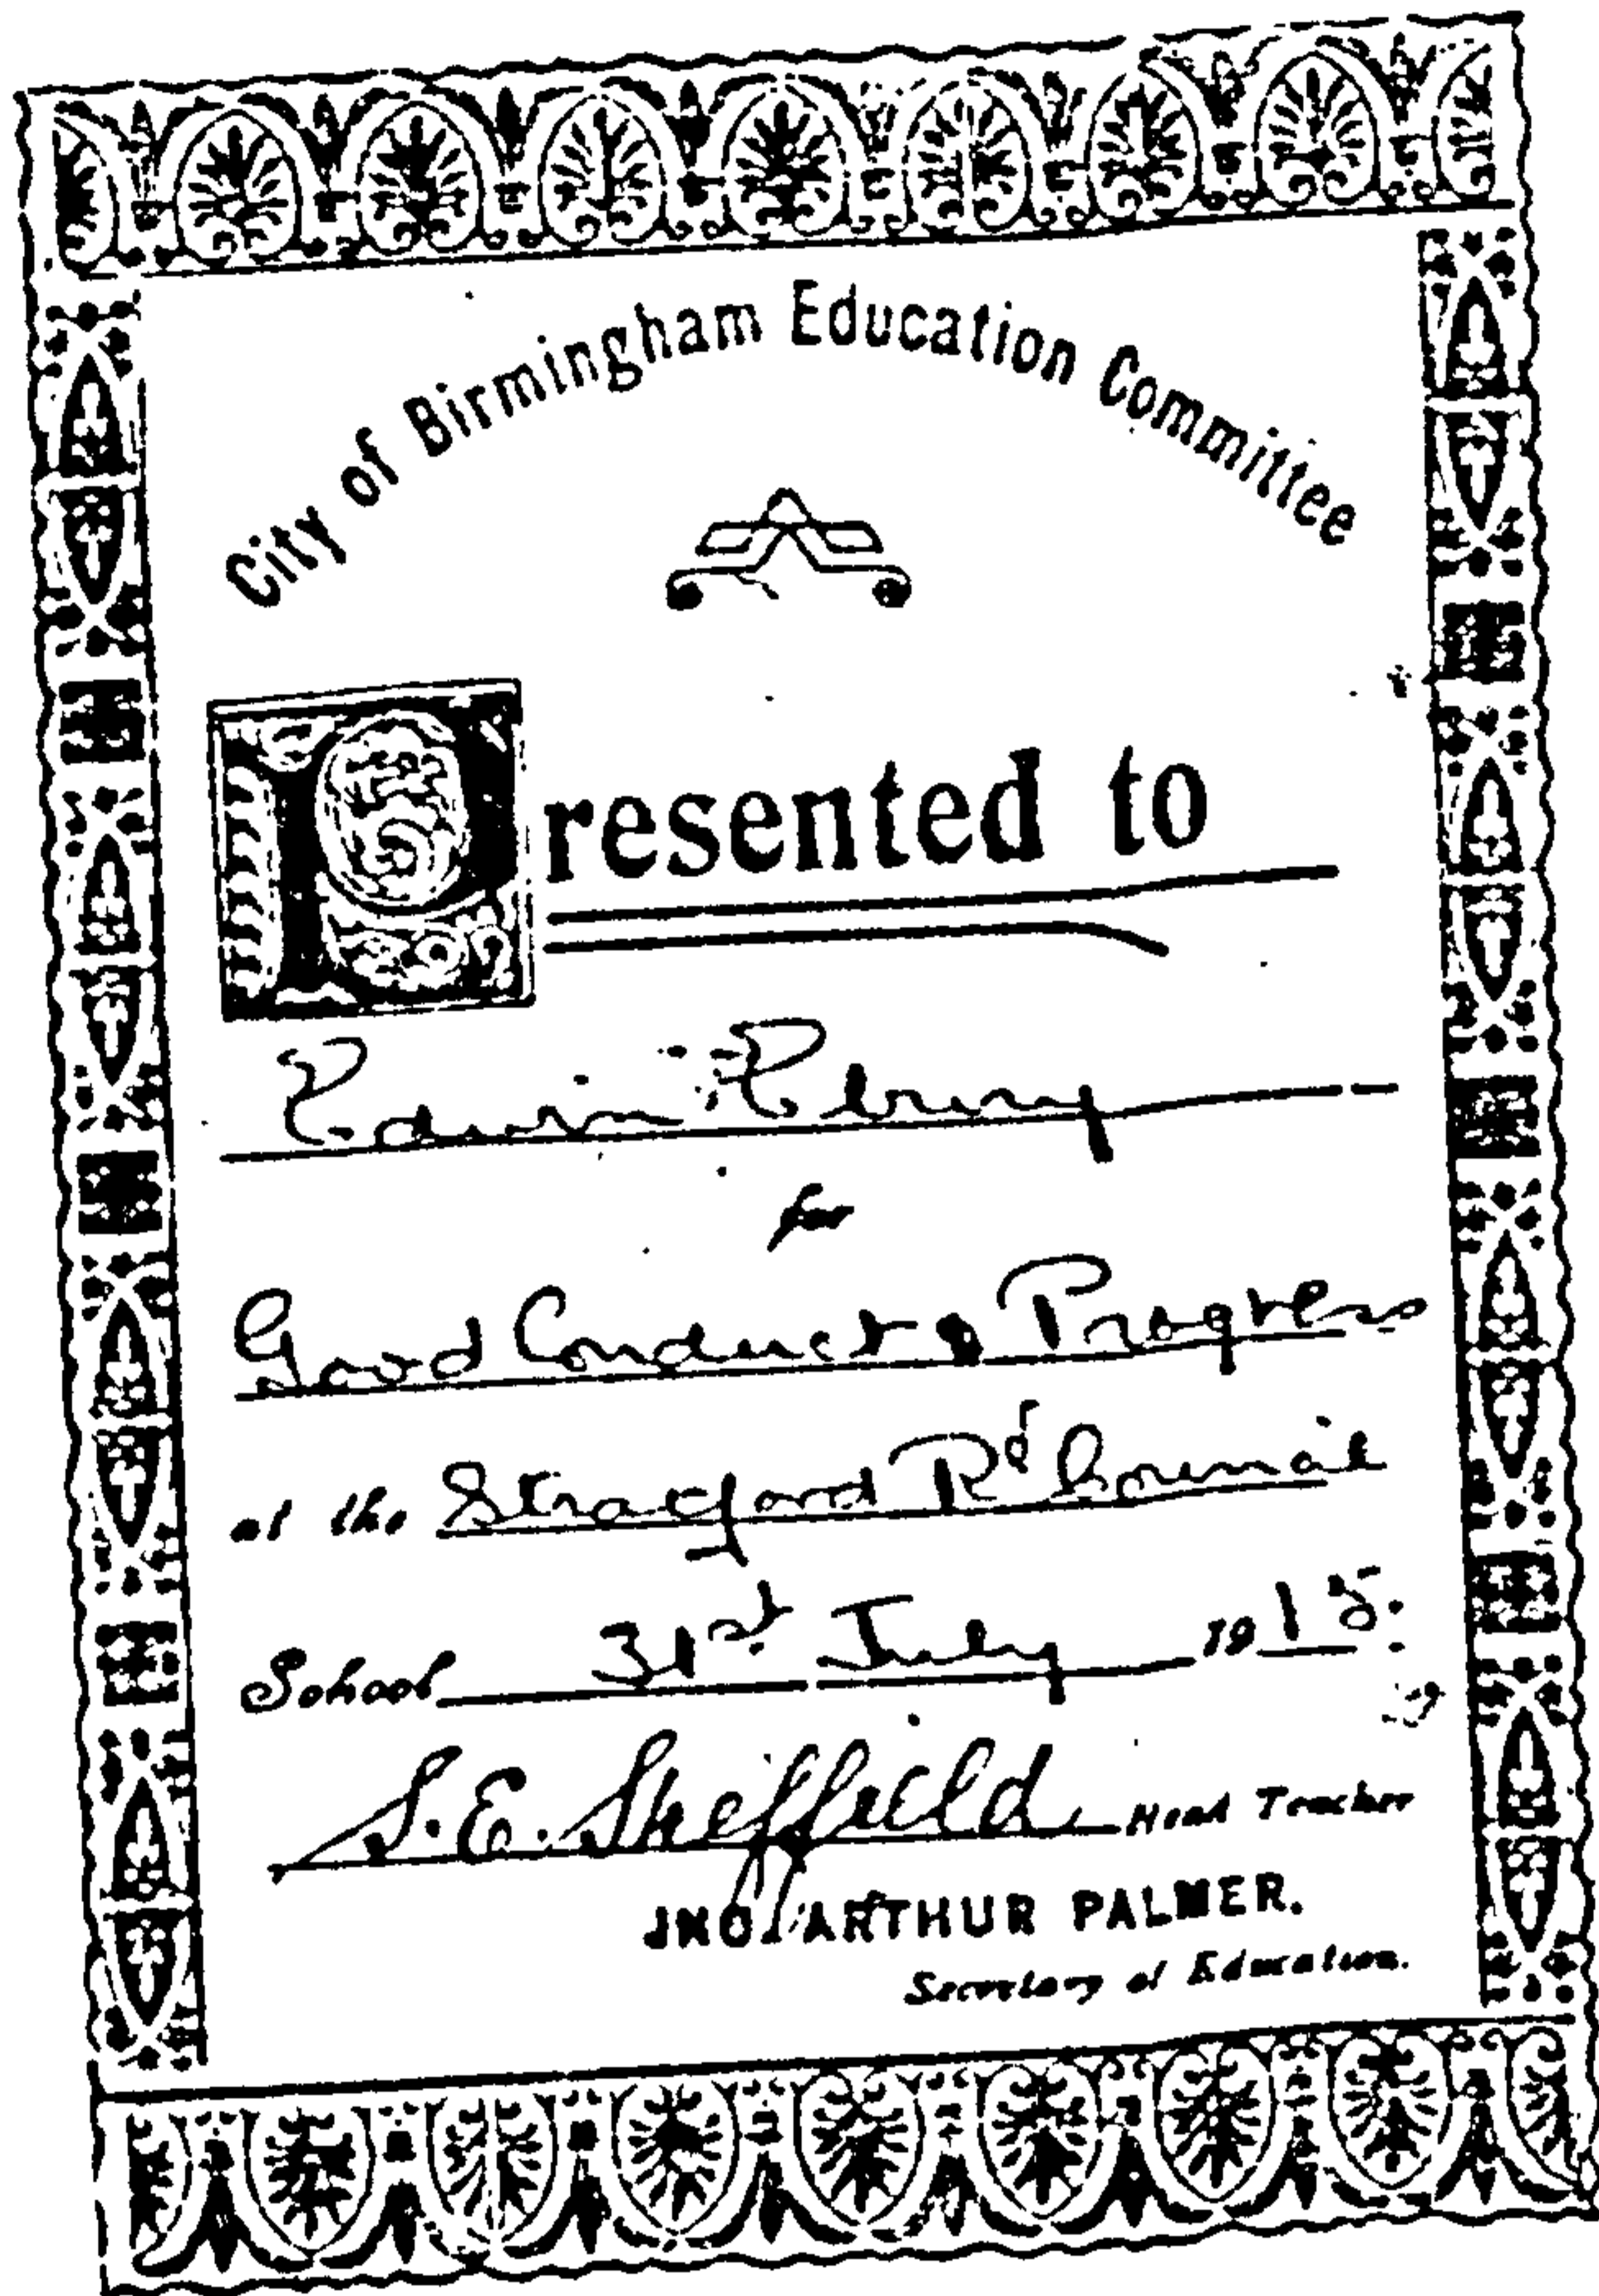 City of Birmingham Education Committee
Presented to
Edwin
for
Good Conduct & Progress
at the Stratford Rd Council
School 31st July 1915.
S. E. Sheffield Head Teacher
JNO. ARTHUR PALMER.
Secretary of Education.